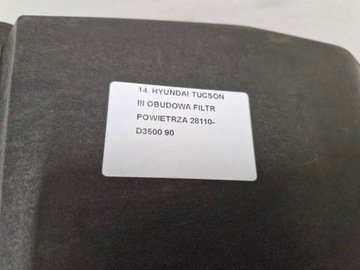 14. HYUNDAI TUCSON
III OBUDOWA FILTR
POWIETRZA 28110-
D3500 90